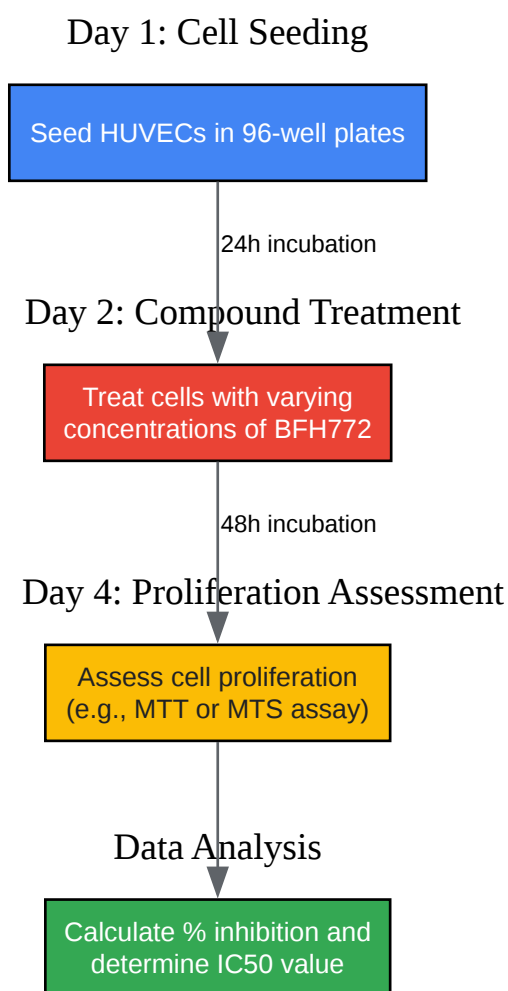 Day 1: Cell Seeding
Seed HUVECs in 96-well plates
24h incubation
Day 2: Compound Treatment
Treat cells with varying
concentrations of BFH772
48h incubation
Day 4: Proliferation Assessment
Assess cell proliferation
(e.g., MTT or MTS assay)
Data Analysis
Calculate % inhibition and
determine IC50 value